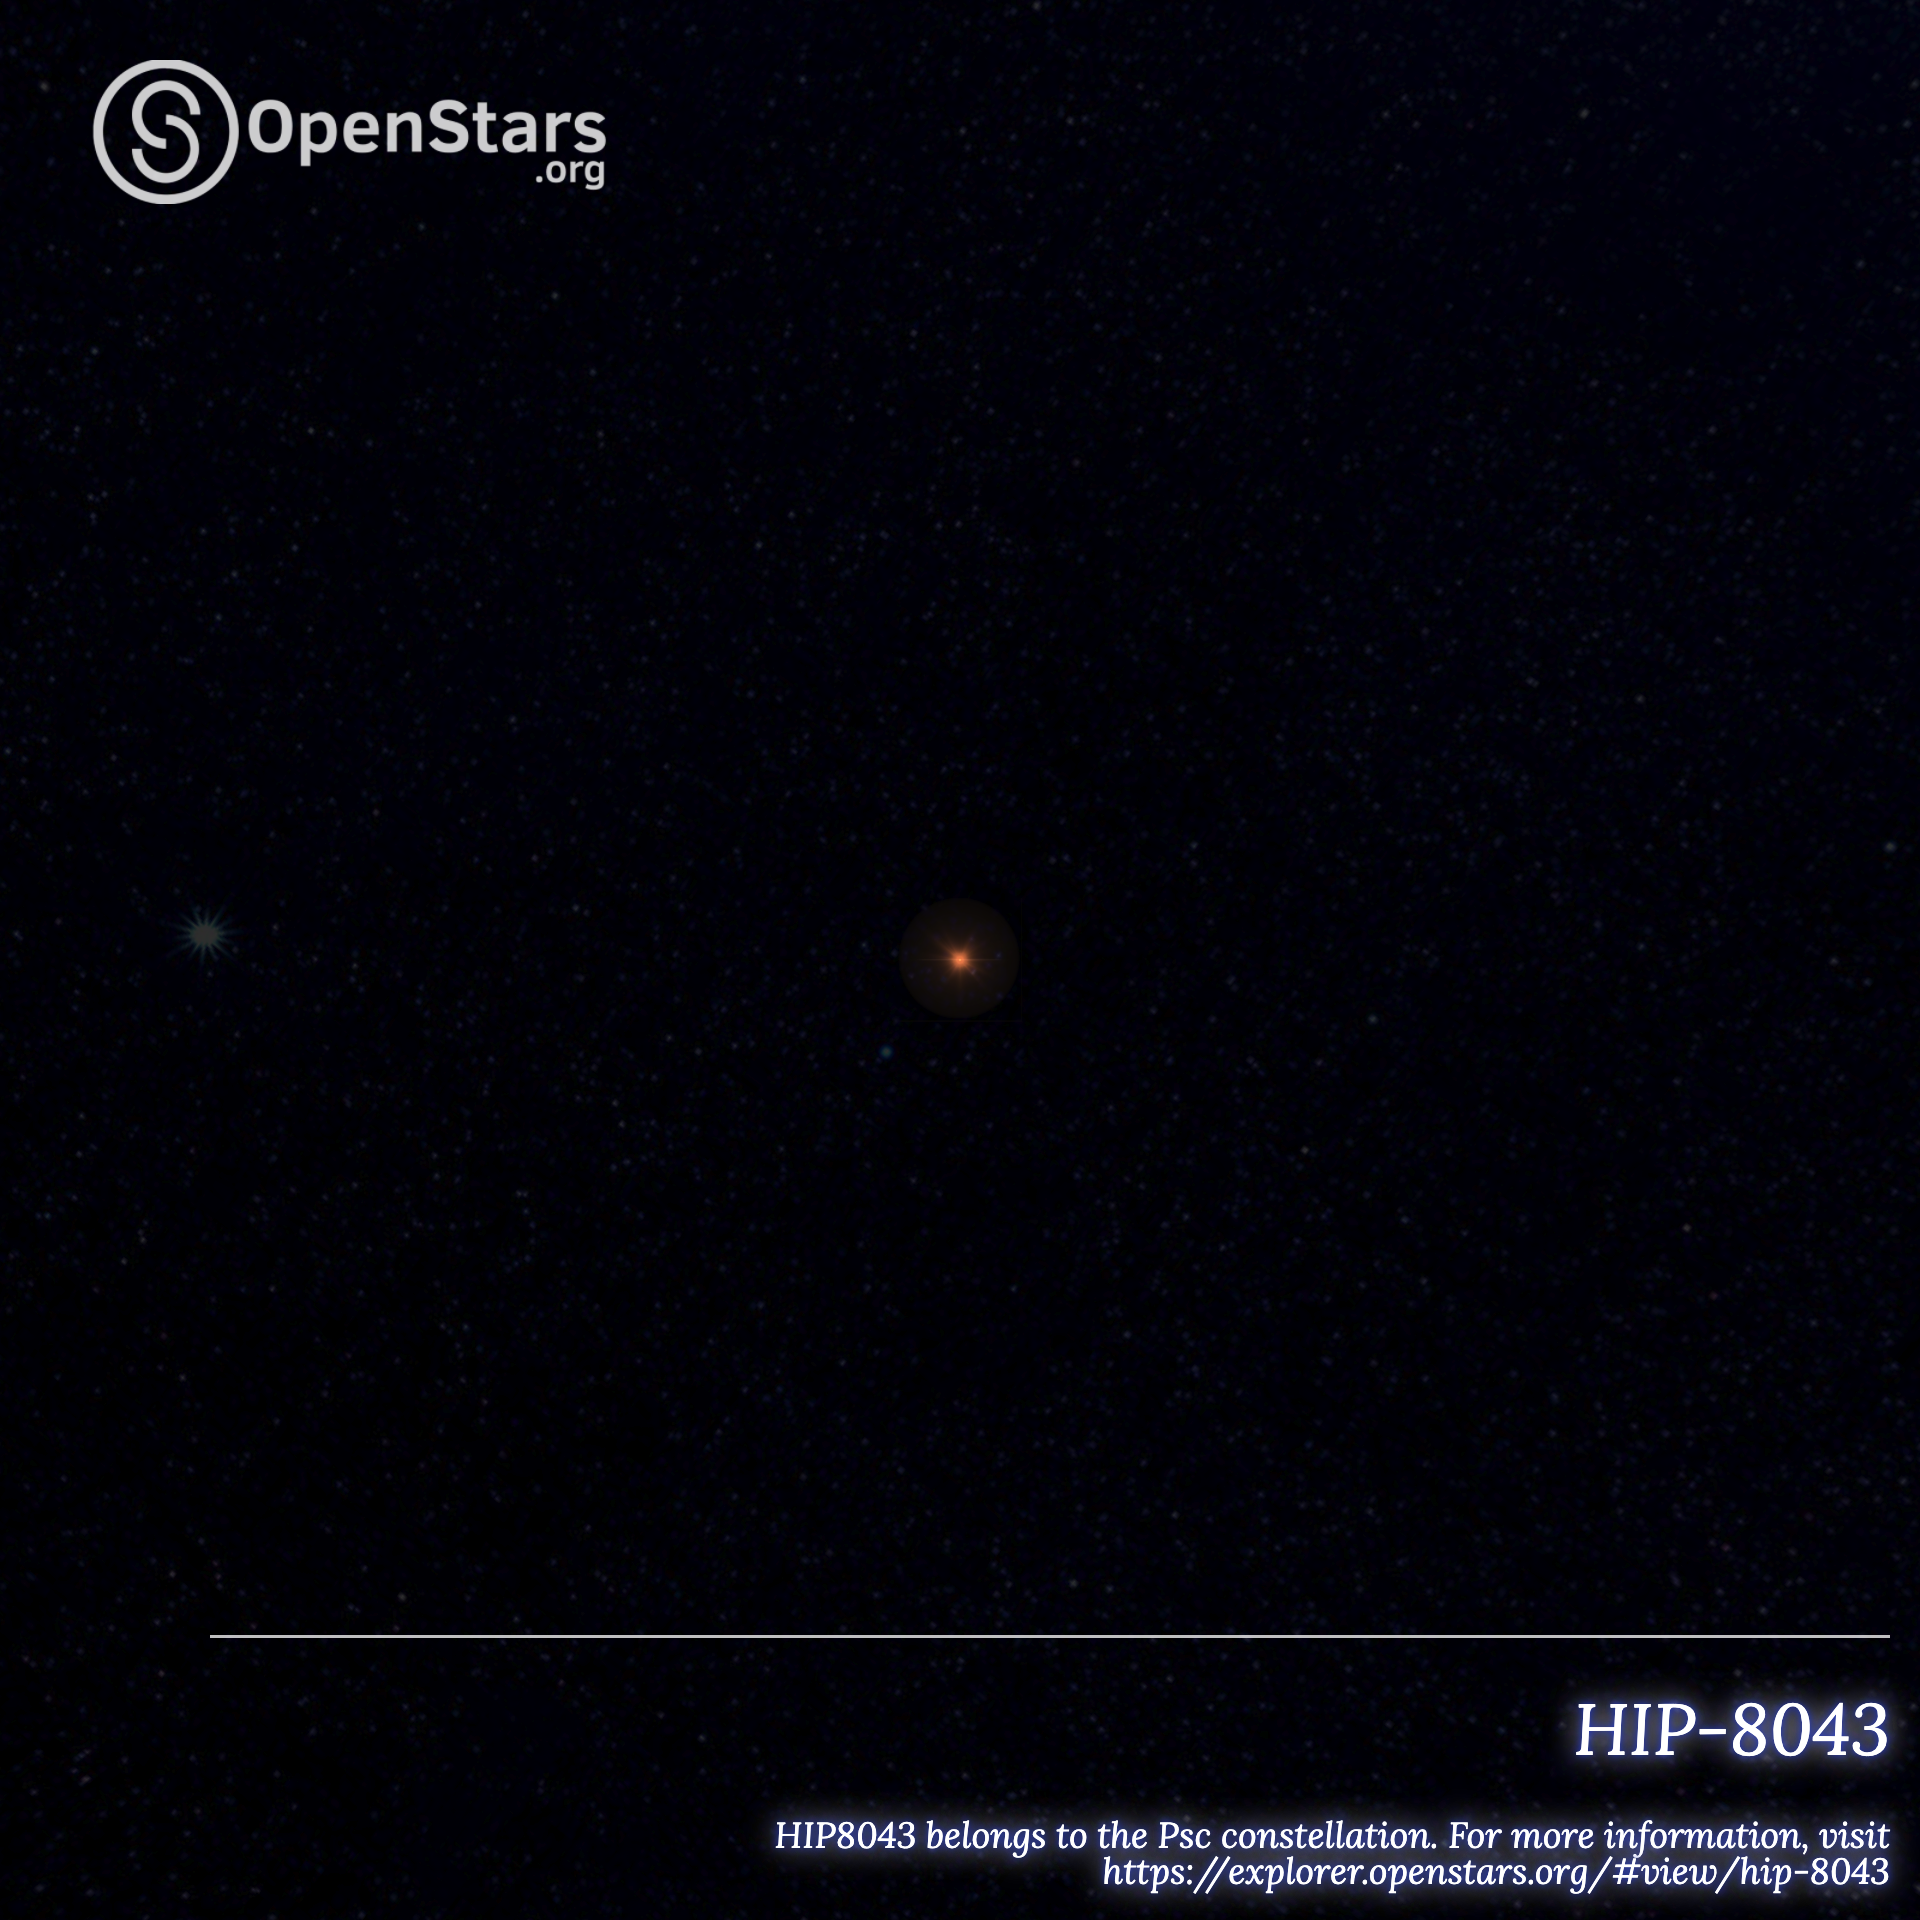 OpenStars
.org
HIP-8043
HIP8043 belongs to the Psc constellation. For more information, visit
https://explorer.openstars.org/#view/hip-8043